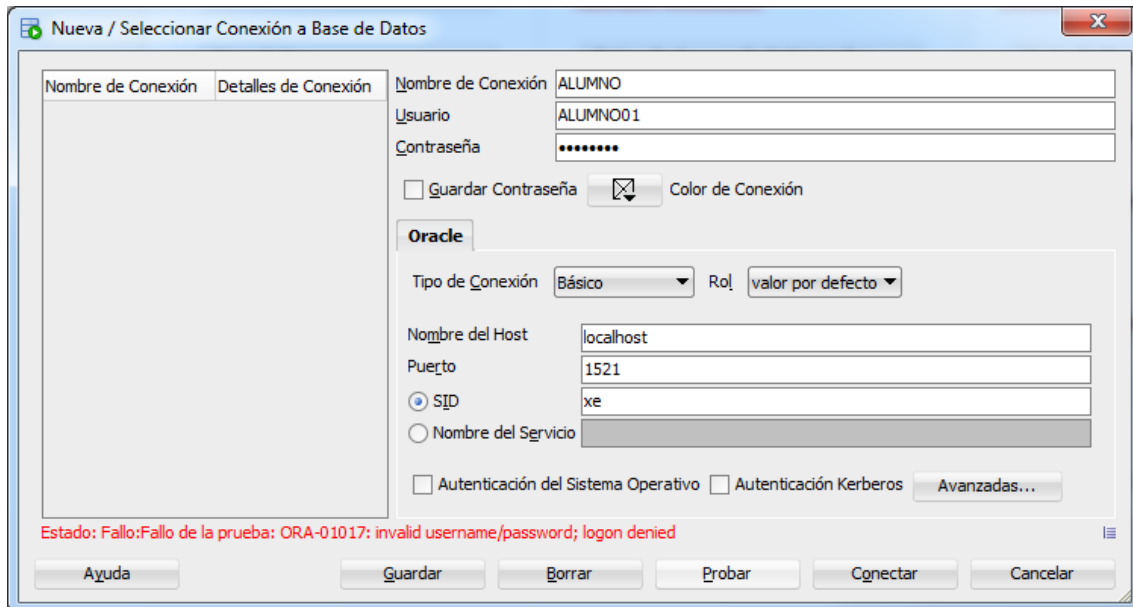 Nueva / Seleccionar Conexión a Base de Datos
Nombre de Conexión Detalles de Conexión
Nombre de Conexión ALUMNO
Usuario ALUMNO01
Contraseña ••••••••
Guardar Contraseña Color de Conexión
Oracle
Tipo de Conexión Básico Rol valor por defecto
Nombre del Host localhost
Puerto 1521
SID xe
Nombre del Servicio
Autenticación del Sistema Operativo Autenticación Kerberos Avanzadas...
Estado: Fallo:Fallo de la prueba: ORA-01017: invalid username/password; logon denied
Ayuda Guardar Borrar Probar Conectar Cancelar